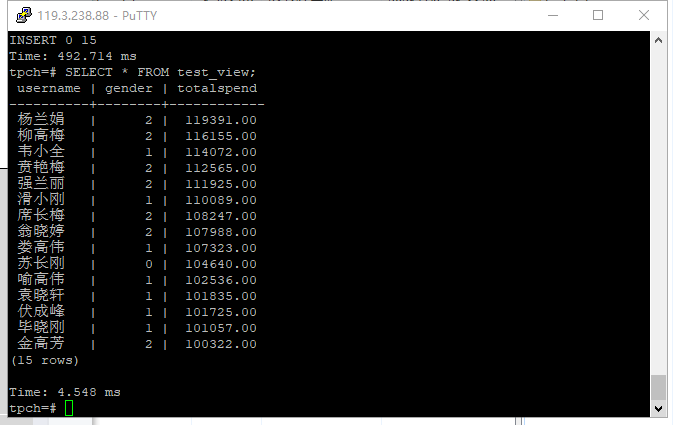 119.3.238.88 - PuTTY
INSERT 0 15
Time: 492.714 ms
tpch=# SELECT * FROM test_view;
 username | gender | totalspend
----------+--------+------------
 杨兰娟 | 2 | 119391.00
 柳高梅 | 2 | 116155.00
 韦小全 | 1 | 114072.00
 贲艳梅 | 2 | 112565.00
 强兰丽 | 2 | 111925.00
 滑小刚 | 1 | 110089.00
 席长梅 | 2 | 108247.00
 翁晓婷 | 2 | 107988.00
 娄高伟 | 1 | 107323.00
 苏长刚 | 0 | 104640.00
 喻高伟 | 1 | 102536.00
 袁晓轩 | 1 | 101835.00
 伏成峰 | 1 | 101725.00
 毕晓刚 | 1 | 101057.00
 金高芳 | 2 | 100322.00
(15 rows)
Time: 4.548 ms
tpch=#